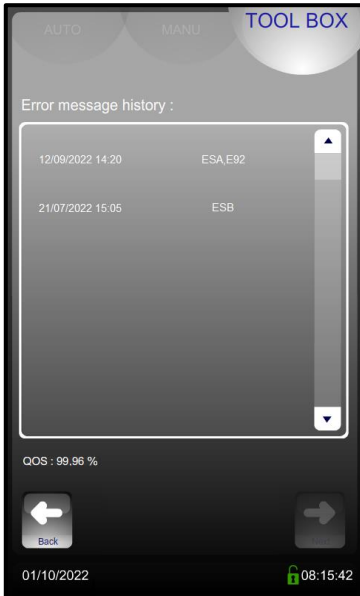 AUTO MANU TOOL BOX
Error message history :
12/09/2022 14:20 ESA,E92
21/07/2022 15:05 ESB
QOS : 99,96 %
Back
01/10/2022 08:15:42